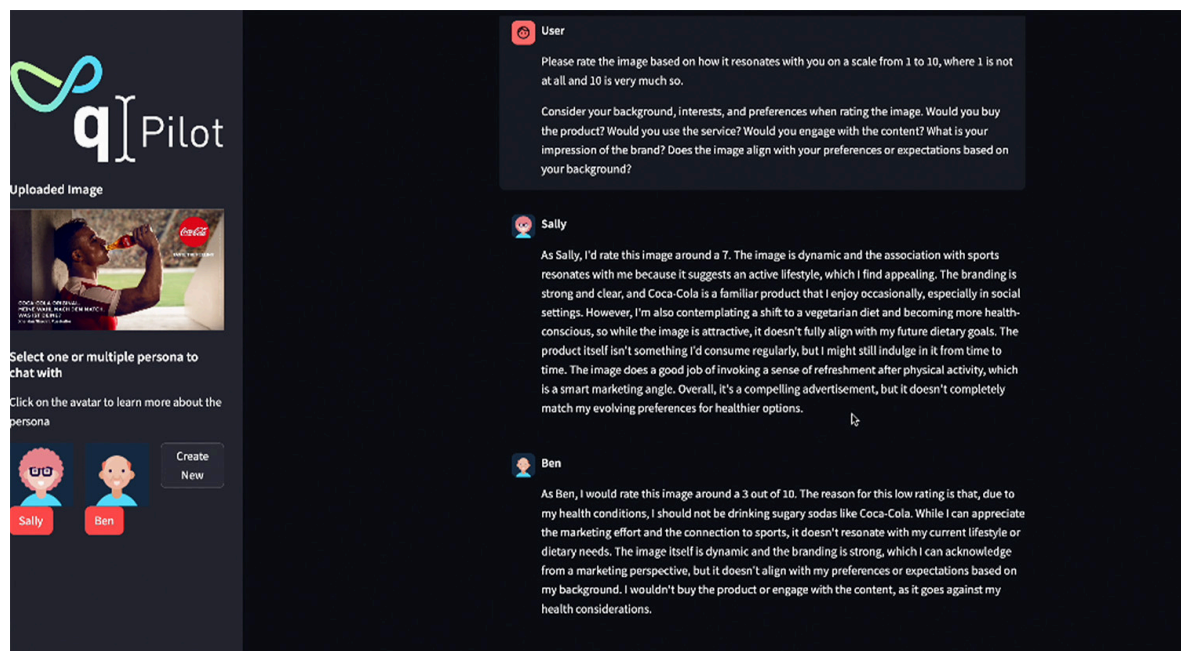 q Pilot
Uploaded Image
Coca-Cola
COCA-COLA ORIGINAL.
MEINE WAHL NACH DEM MATCH.
WAS IST DEINE?
Select one or multiple persona to
chat with
Click on the avatar to learn more about the
persona
Create
New
Sally
Ben
User
Please rate the image based on how it resonates with you on a scale from 1 to 10, where 1 is not
at all and 10 is very much so.
Consider your background, interests, and preferences when rating the image. Would you buy
the product? Would you use the service? Would you engage with the content? What is your
impression of the brand? Does the image align with your preferences or expectations based on
your background?
Sally
As Sally, I'd rate this image around a 7. The image is dynamic and the association with sports
resonates with me because it suggests an active lifestyle, which I find appealing. The branding is
strong and clear, and Coca-Cola is a familiar product that I enjoy occasionally, especially in social
settings. However, I'm also contemplating a shift to a vegetarian diet and becoming more health-
conscious, so while the image is attractive, it doesn't fully align with my future dietary goals. The
product itself isn't something I'd consume regularly, but I might still indulge in it from time to
time. The image does a good job of invoking a sense of refreshment after physical activity, which
is a smart marketing angle. Overall, it's a compelling advertisement, but it doesn't completely
match my evolving preferences for healthier options.
Ben
As Ben, I would rate this image around a 3 out of 10. The reason for this low rating is that, due to
my health conditions, I should not be drinking sugary sodas like Coca-Cola. While I can appreciate
the marketing effort and the connection to sports, it doesn't resonate with my current lifestyle or
dietary needs. The image itself is dynamic and the branding is strong, which I can acknowledge
from a marketing perspective, but it doesn't align with my preferences or expectations based on
my background. I wouldn't buy the product or engage with the content, as it goes against my
health considerations.